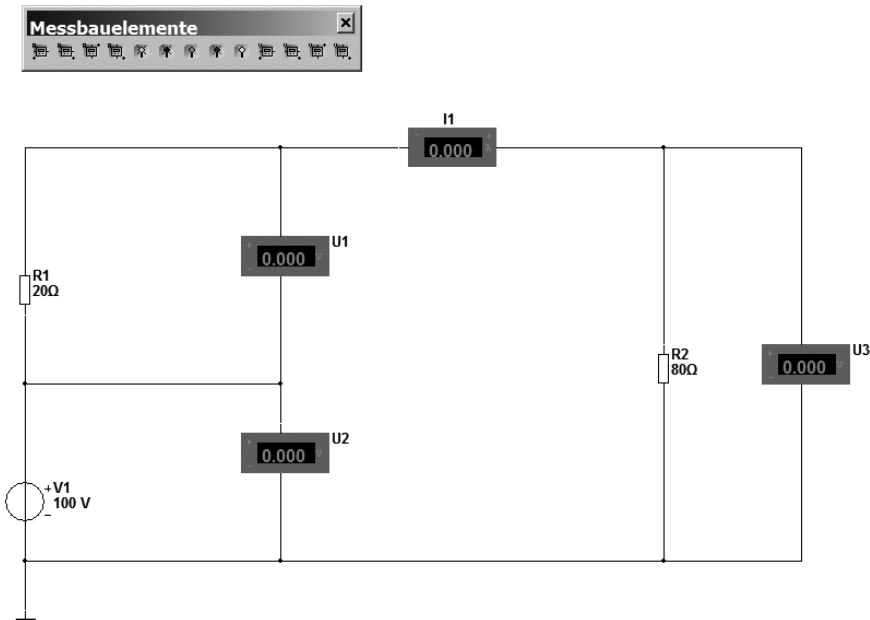 Messbauelemente
I1
- +
0.000 A
+ U1
0.000 V
-
R1
20Ω
R2
80Ω
+ U3
0.000 V
-
+ U2
0.000 V
-
+ V1
100 V
-